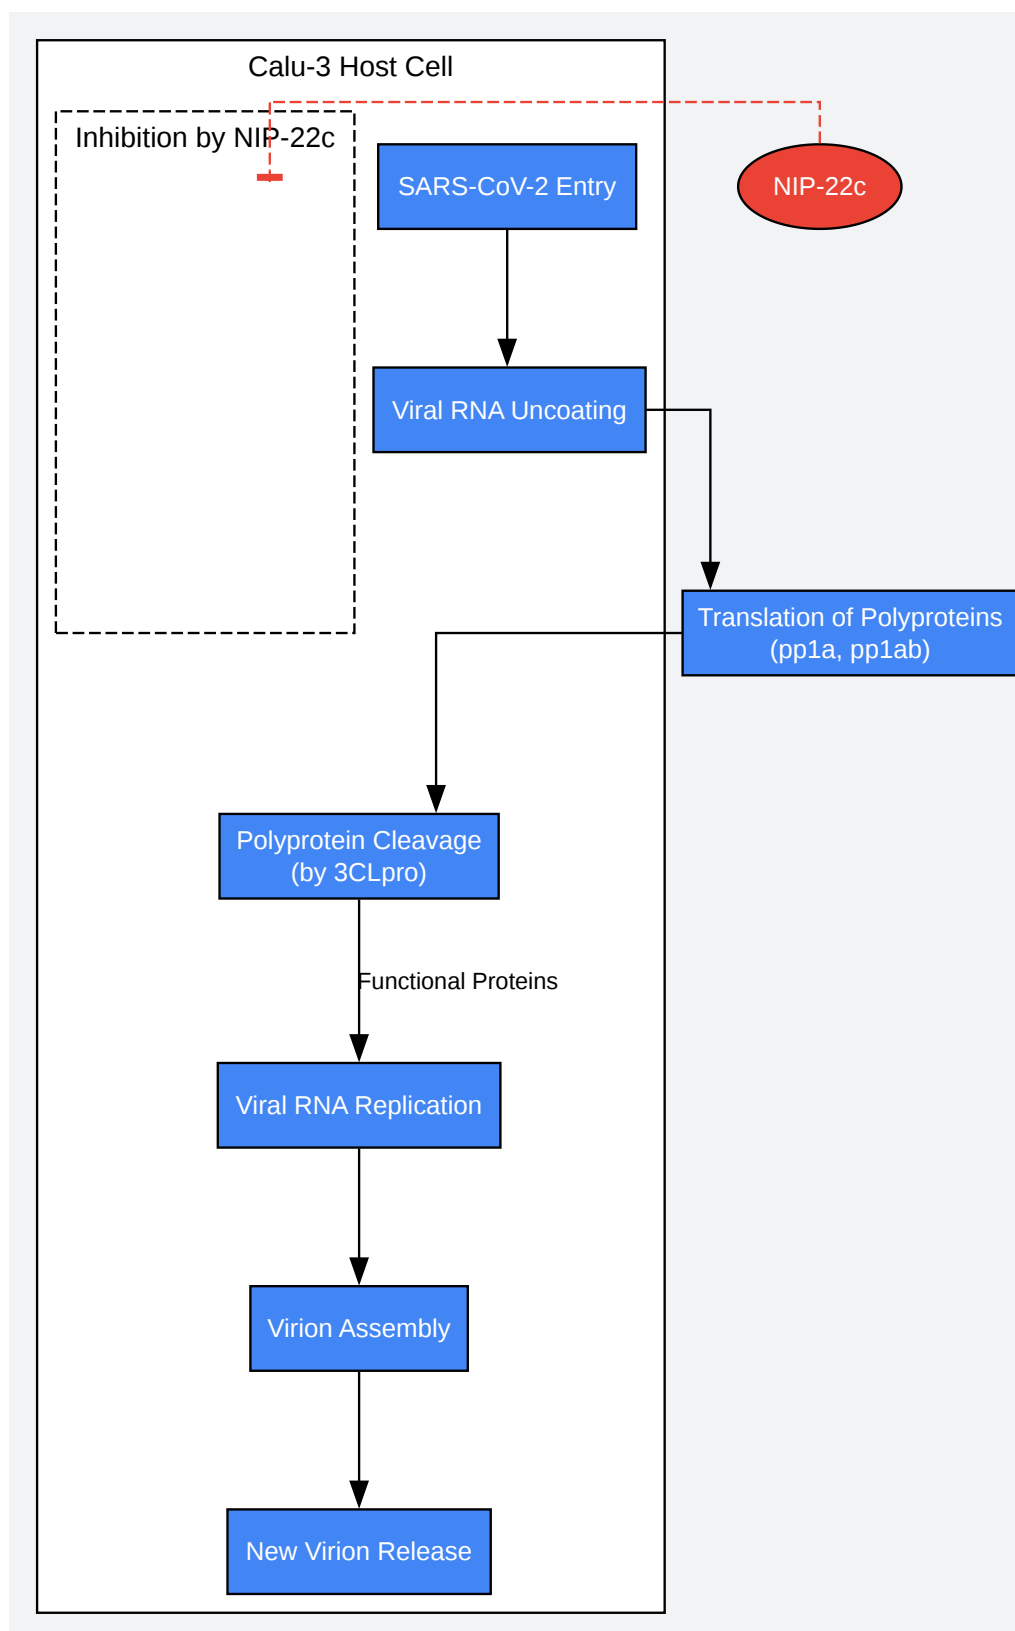 Calu-3 Host Cell
Inhibition by NIP-22c
SARS-CoV-2 Entry
NIP-22c
Viral RNA Uncoating
Translation of Polyproteins
(pp1a, pp1ab)
Polyprotein Cleavage
(by 3CLpro)
Functional Proteins
Viral RNA Replication
Virion Assembly
New Virion Release